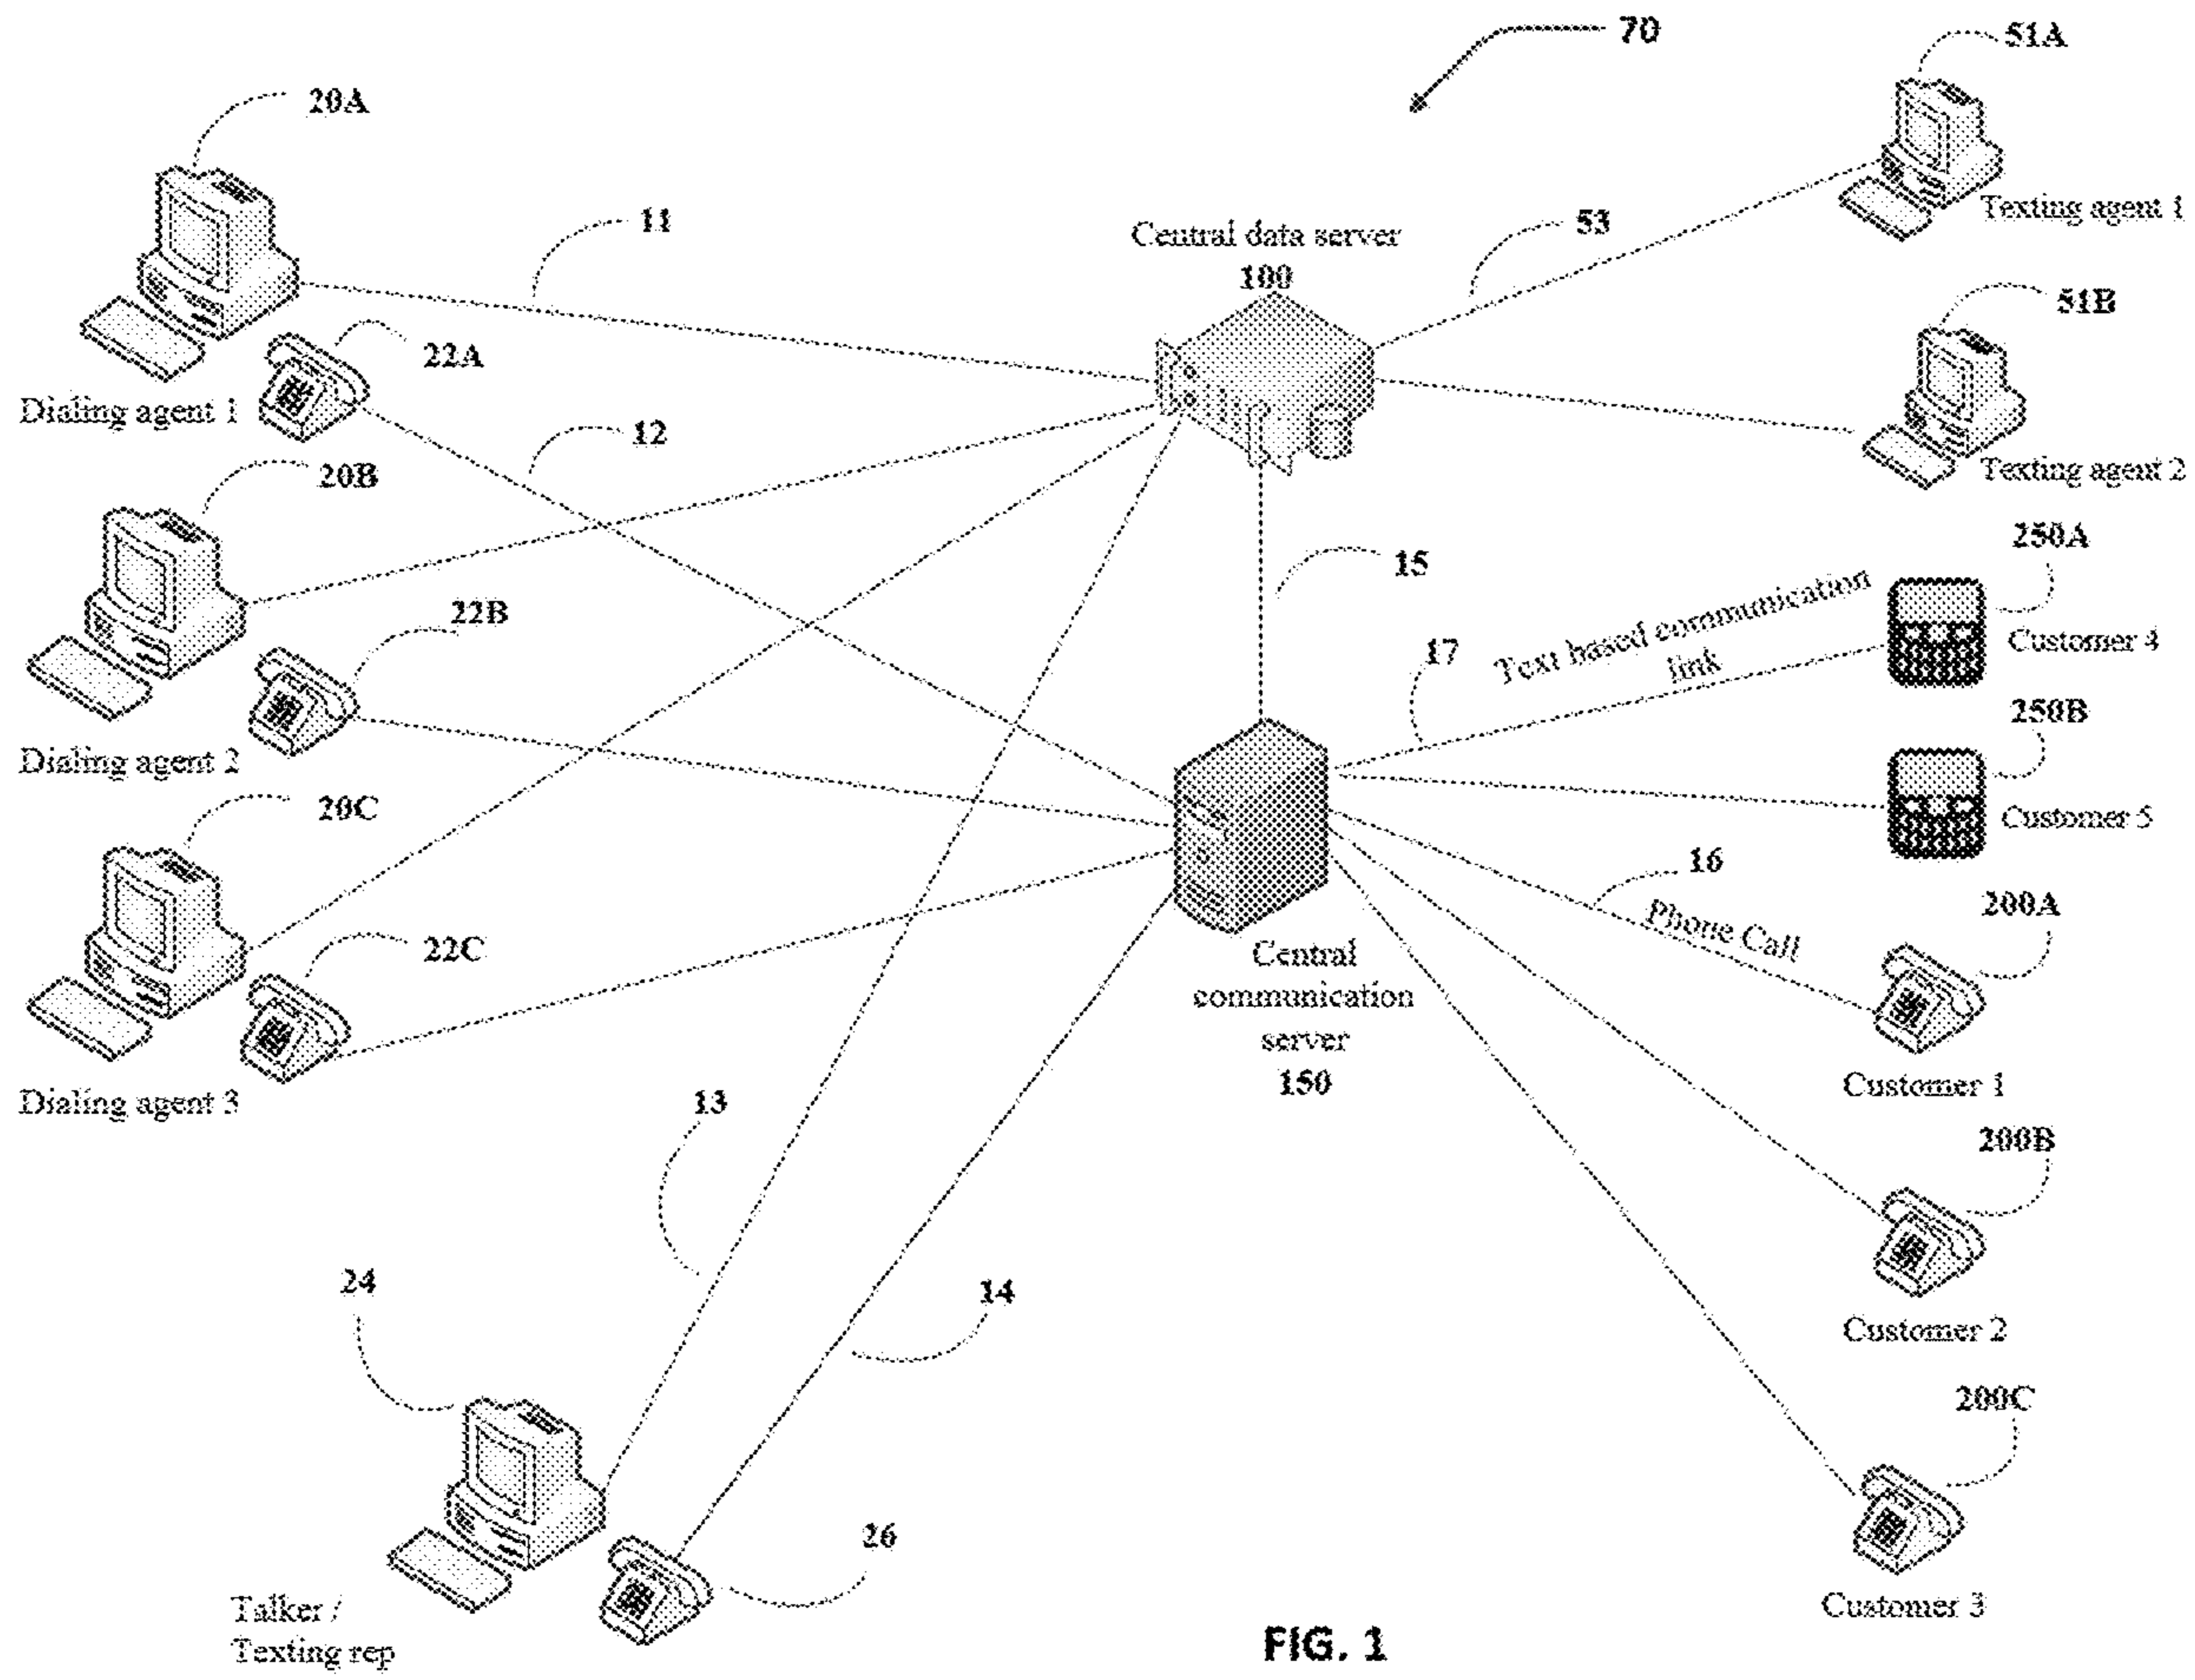 70
51A
20A
Texting agent 1
11
53
Central data server
100
51B
22A
Dialing agent 1
12
Texting agent 2
20B
250A
15
Text based communication
link
17
22B
Customer 4
250B
Dialing agent 2
20C
Customer 5
16
200A
Phone Call
22C
Central
communication
server
150
Customer 1
Dialing agent 3
13
200B
24
14
Customer 2
200C
26
Talker /
Texting rep
Customer 3
FIG. 1